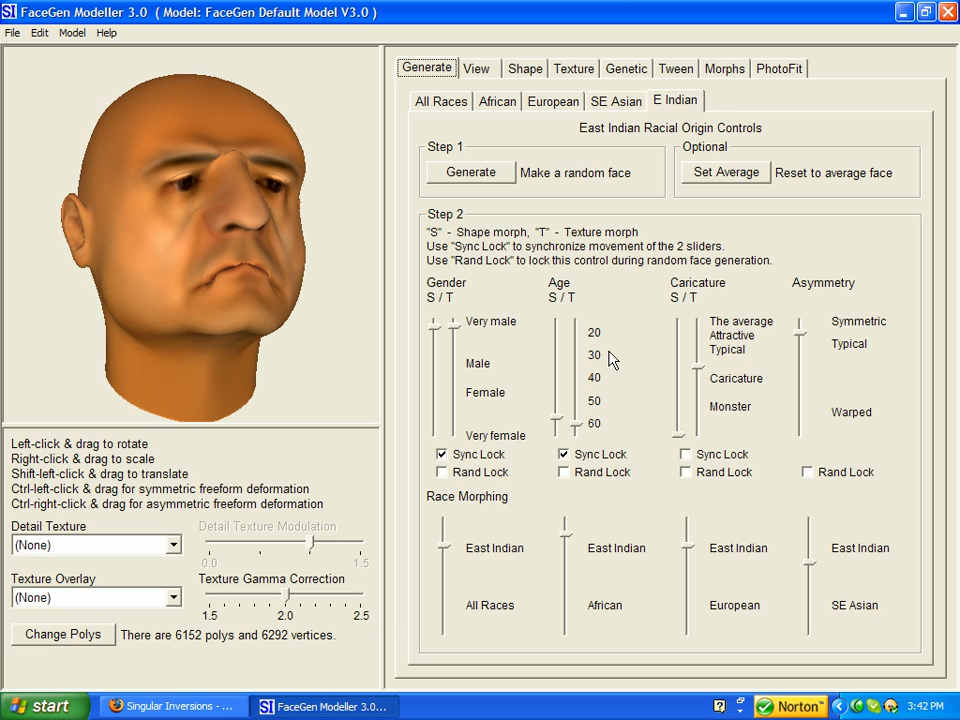 SI FaceGen Modeller 3.0 ( Model: FaceGen Default Model V3.0 )
File Edit Model Help
Generate View Shape Texture Genetic Tween Morphs PhotoFit
All Races African European SE Asian E Indian
East Indian Racial Origin Controls
Step 1
Generate Make a random face
Optional
Set Average Reset to average face
Step 2
"S" - Shape morph, "T" - Texture morph
Use "Sync Lock" to synchronize movement of the 2 sliders.
Use "Rand Lock" to lock this control during random face generation.
Gender
S / T
Very male
Male
Female
Very female
Sync Lock
Rand Lock
Age
S / T
20
30
40
50
60
Sync Lock
Rand Lock
Caricature
S / T
The average
Attractive
Typical
Caricature
Monster
Sync Lock
Rand Lock
Asymmetry
Symmetric
Typical
Warped
Rand Lock
Race Morphing
East Indian East Indian East Indian East Indian
All Races African European SE Asian
Left-click & drag to rotate
Right-click & drag to scale
Shift-left-click & drag to translate
Ctrl-left-click & drag for symmetric freeform deformation
Ctrl-right-click & drag for asymmetric freeform deformation
Detail Texture
(None)
Detail Texture Modulation
0.0 1.5
Texture Overlay
(None)
Texture Gamma Correction
1.5 2.0 2.5
Change Polys There are 6152 polys and 6292 vertices.
start Singular Inversions - ... SI FaceGen Modeller 3.0... Norton™ 3:42 PM